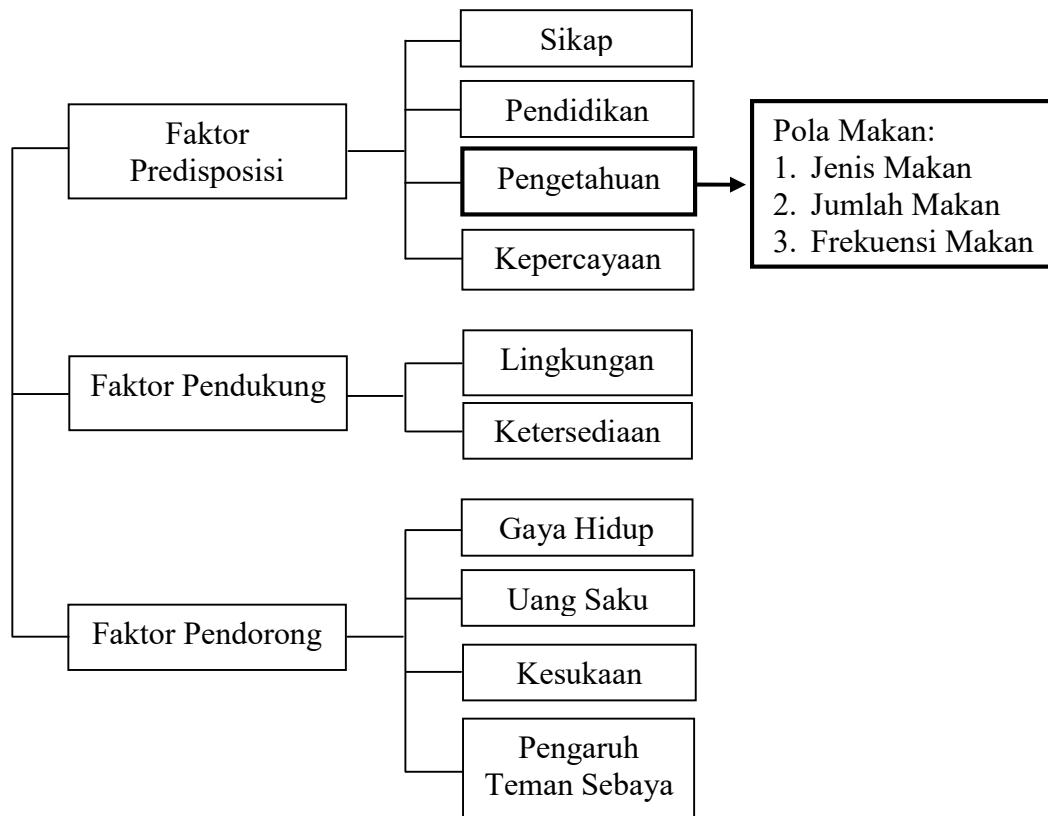 Faktor
Predisposisi
Sikap
Pendidikan
Pengetahuan
Kepercayaan
Pola Makan:
1. Jenis Makan
2. Jumlah Makan
3. Frekuensi Makan
Faktor Pendukung
Lingkungan
Ketersediaan
Faktor Pendorong
Gaya Hidup
Uang Saku
Kesukaan
Pengaruh
Teman Sebaya